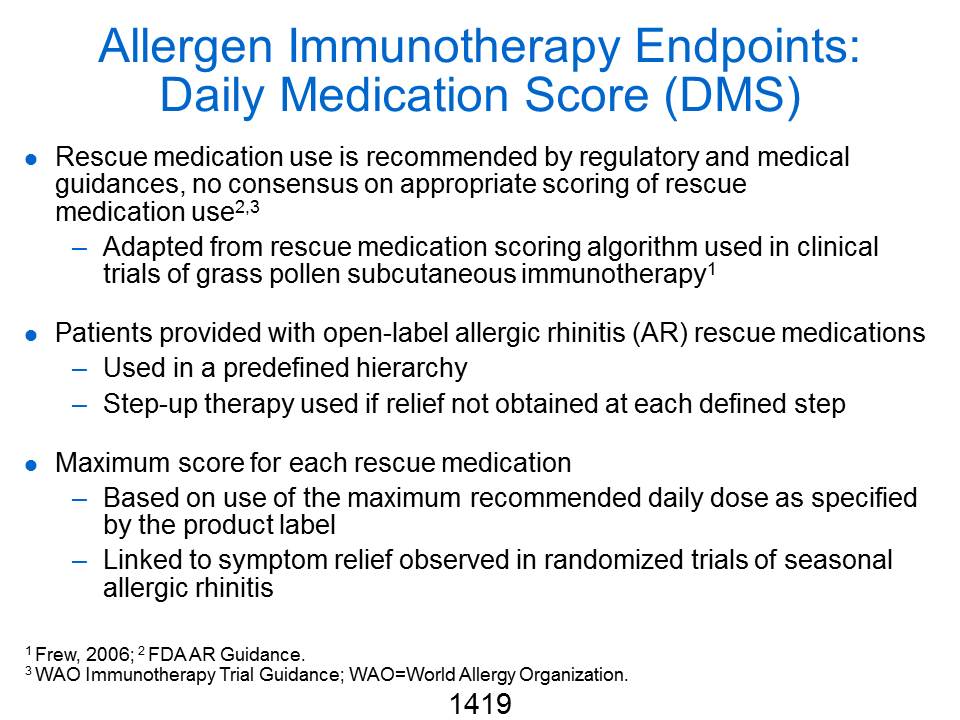 Allergen Immunotherapy Endpoints:
Daily Medication Score (DMS)
● Rescue medication use is recommended by regulatory and medical
guidances, no consensus on appropriate scoring of rescue
medication use2,3
– Adapted from rescue medication scoring algorithm used in clinical
trials of grass pollen subcutaneous immunotherapy1
● Patients provided with open-label allergic rhinitis (AR) rescue medications
– Used in a predefined hierarchy
– Step-up therapy used if relief not obtained at each defined step
● Maximum score for each rescue medication
– Based on use of the maximum recommended daily dose as specified
by the product label
– Linked to symptom relief observed in randomized trials of seasonal
allergic rhinitis
1 Frew, 2006; 2 FDA AR Guidance.
3 WAO Immunotherapy Trial Guidance; WAO=World Allergy Organization.
1419